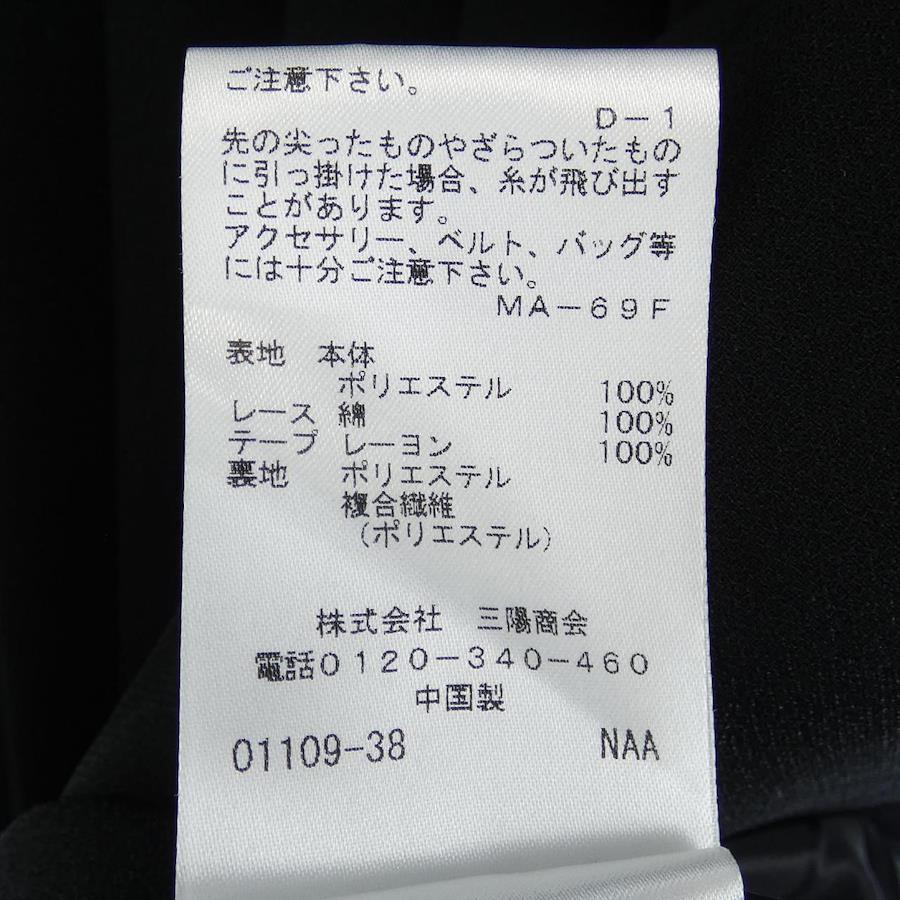 ご注意下さい。
D-1
先の尖ったものやざらついたもの
に引っ掛けた場合、糸が飛び出す
ことがあります。
アクセサリー、ベルト、バッグ等
には十分ご注意下さい。
MA-69F
表地 本体
ポリエステル 100%
レース 綿 100%
テープ レーヨン 100%
裏地 ポリエステル
複合繊維
(ポリエステル)
株式会社 三陽商会
電話0120-340-460
中国製
01109-38 NAA